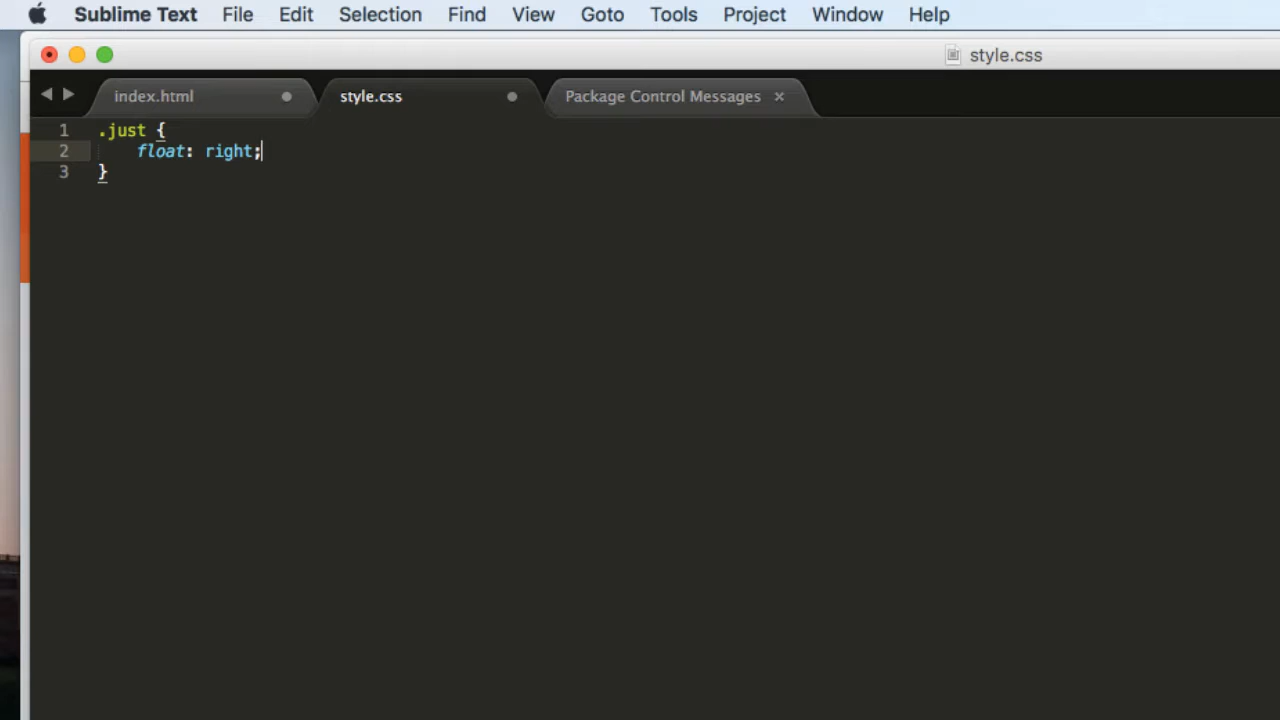 Sublime Text File Edit Selection Find View Goto Tools Project Window Help
style.css
index.html style.css Package Control Messages ×
1 .just {
2 float: right;
3 }